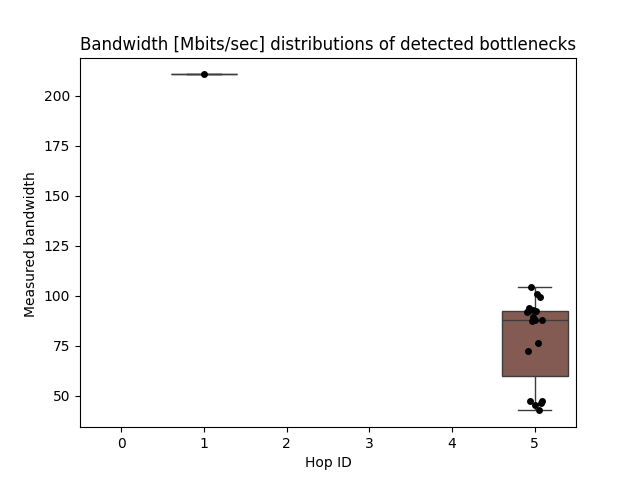 Bandwidth [Mbits/sec] distributions of detected bottlenecks
200
175
150
125
100
75
50
Measured bandwidth
0 1 2 3 4 5
Hop ID